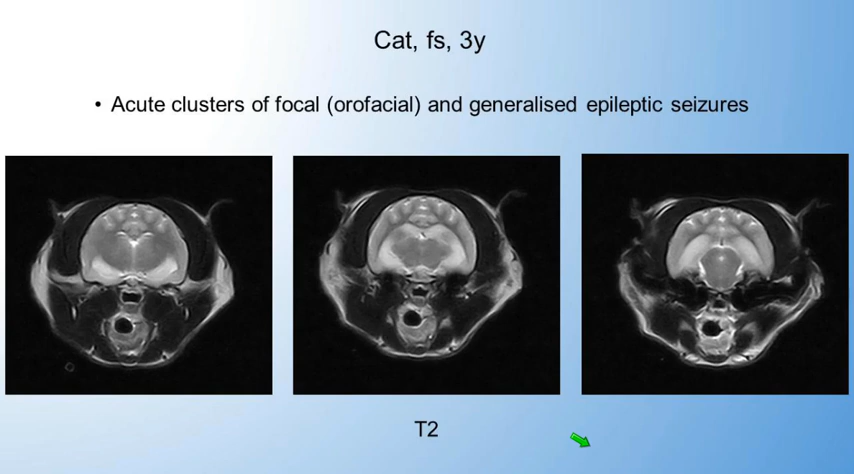 Cat, fs, 3y
• Acute clusters of focal (orofacial) and generalised epileptic seizures
T2